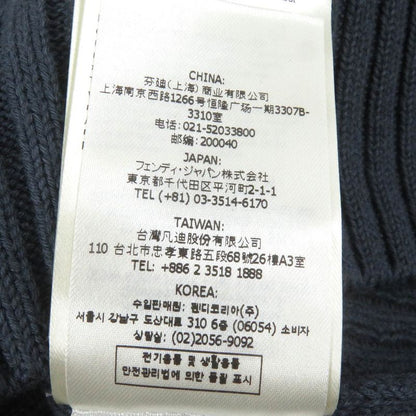 CHINA:
芬迪(上海)商业有限公司
上海南京西路1266号恒隆广场一期3307B-
3310室
电话: 021-52033800
邮编: 200040
JAPAN:
フェンディ・ジャパン株式会社
東京都千代田区平河町2-1-1
TEL (+81) 03-3514-6170
TAIWAN:
台灣凡迪股份有限公司
110 台北市忠孝東路五段68號26樓A3室
TEL: +886 2 3518 1888
KOREA:
수입판매원: 펜디코리아(주)
서울시 강남구 도산대로 310 6층 (06054) 소비자
상담실: (02)2056-9092
전기용품 및 생활용품
안전관리법에 의한 품질 표시